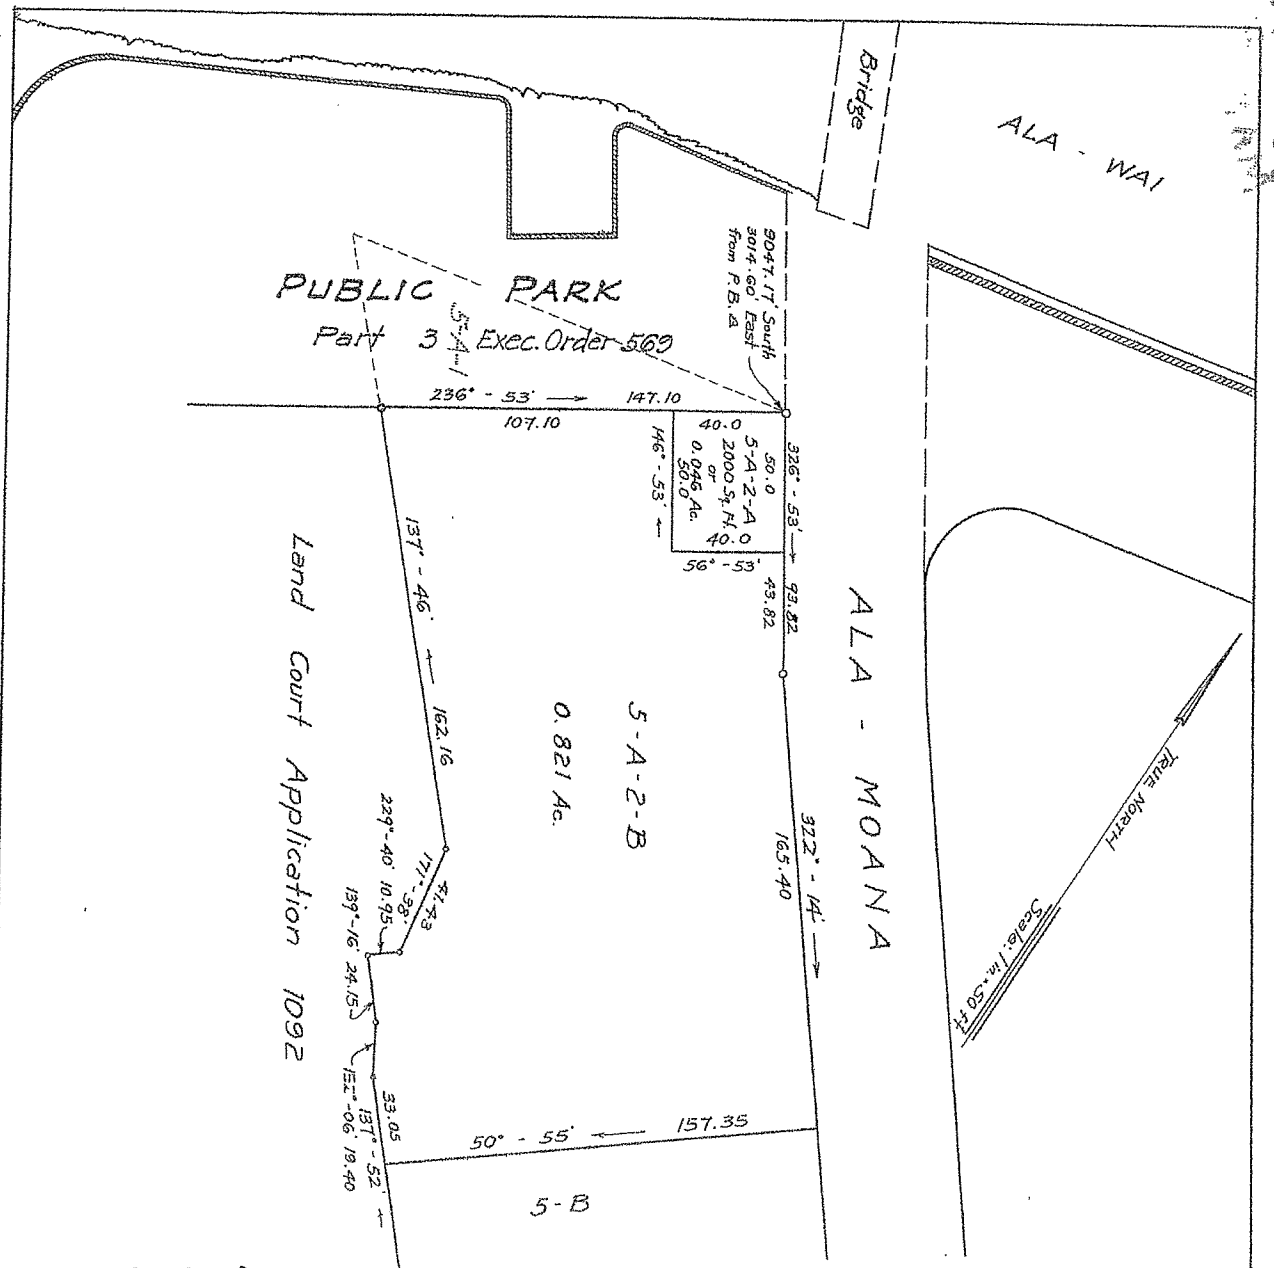 Bridge
ALA - WAI
9047.17' South
3014.60' East
from P.B.A
PUBLIC PARK
Part 3 Exec. Order 569
5-A-1
236° - 53' 147.10
107.10
40.0
50.0
5-A-2-A
2000 Sq. Ft.
or
0.046 Ac.
50.0
40.0
146° - 53'
56° - 53'
326° - 53' 93.82
43.82
ALA - MOANA
TRUE NORTH
Scale: 1 in. = 50 ft
137° - 46' 162.16
5-A-2-B
0.821 Ac.
322° - 14'
165.40
171° - 38'
41.43
229° - 40' 10.95
139° - 16' 24.15
152° - 06' 19.40
137° - 52'
33.05
Land Court Application 1092
50° - 55' 157.35
5-B